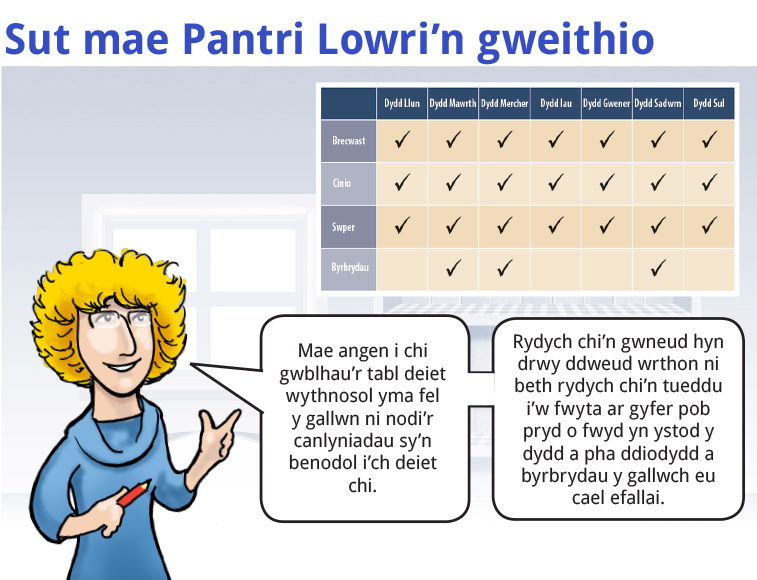 Sut mae Pantri Lowri’n gweithio
Dydd Llun Dydd Mawrth Dydd Mercher Dydd Iau Dydd Gwener Dydd Sadwrn Dydd Sul
Brecwast ✓ ✓ ✓ ✓ ✓ ✓ ✓
Cinio ✓ ✓ ✓ ✓ ✓ ✓ ✓
Swper ✓ ✓ ✓ ✓ ✓ ✓ ✓
Byrbrydau ✓ ✓ ✓
Mae angen i chi
gwblhau’r tabl deiet
wythnosol yma fel
y gallwn ni nodi’r
canlyniadau sy’n
benodol i’ch deiet
chi.
Rydych chi’n gwneud hyn
drwy ddweud wrthon ni
beth rydych chi’n tueddu
i’w fwyta ar gyfer pob
pryd o fwyd yn ystod y
dydd a pha ddiodydd a
byrbrydau y gallwch eu
cael efallai.